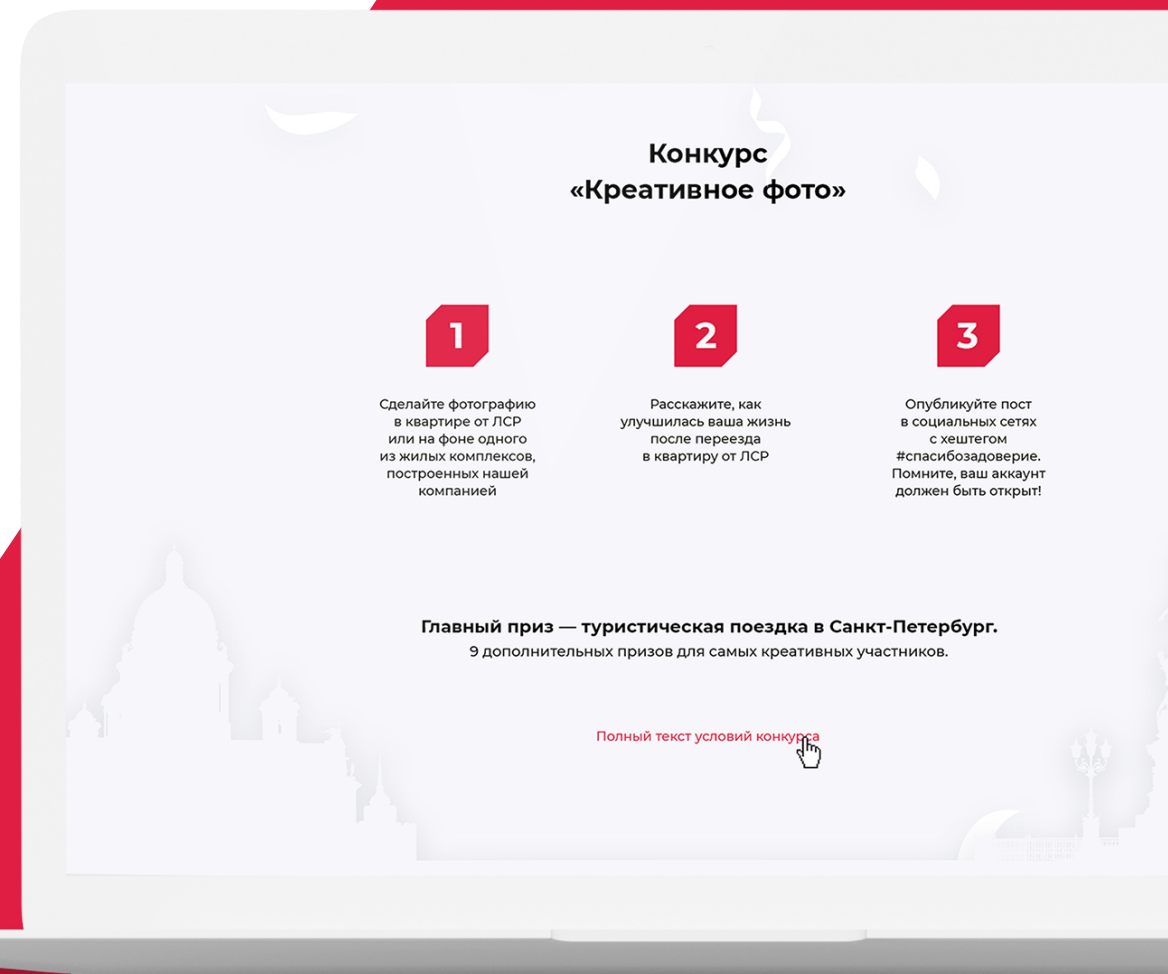 Конкурс
«Креативное фото»
1
Сделайте фотографию
в квартире от ЛСР
или на фоне одного
из жилых комплексов,
построенных нашей
компанией
2
Расскажите, как
улучшилась ваша жизнь
после переезда
в квартиру от ЛСР
3
Опубликуйте пост
в социальных сетях
с хештегом
#спасибозадоверие.
Помните, ваш аккаунт
должен быть открыт!
Главный приз — туристическая поездка в Санкт-Петербург.
9 дополнительных призов для самых креативных участников.
Полный текст условий конкурса